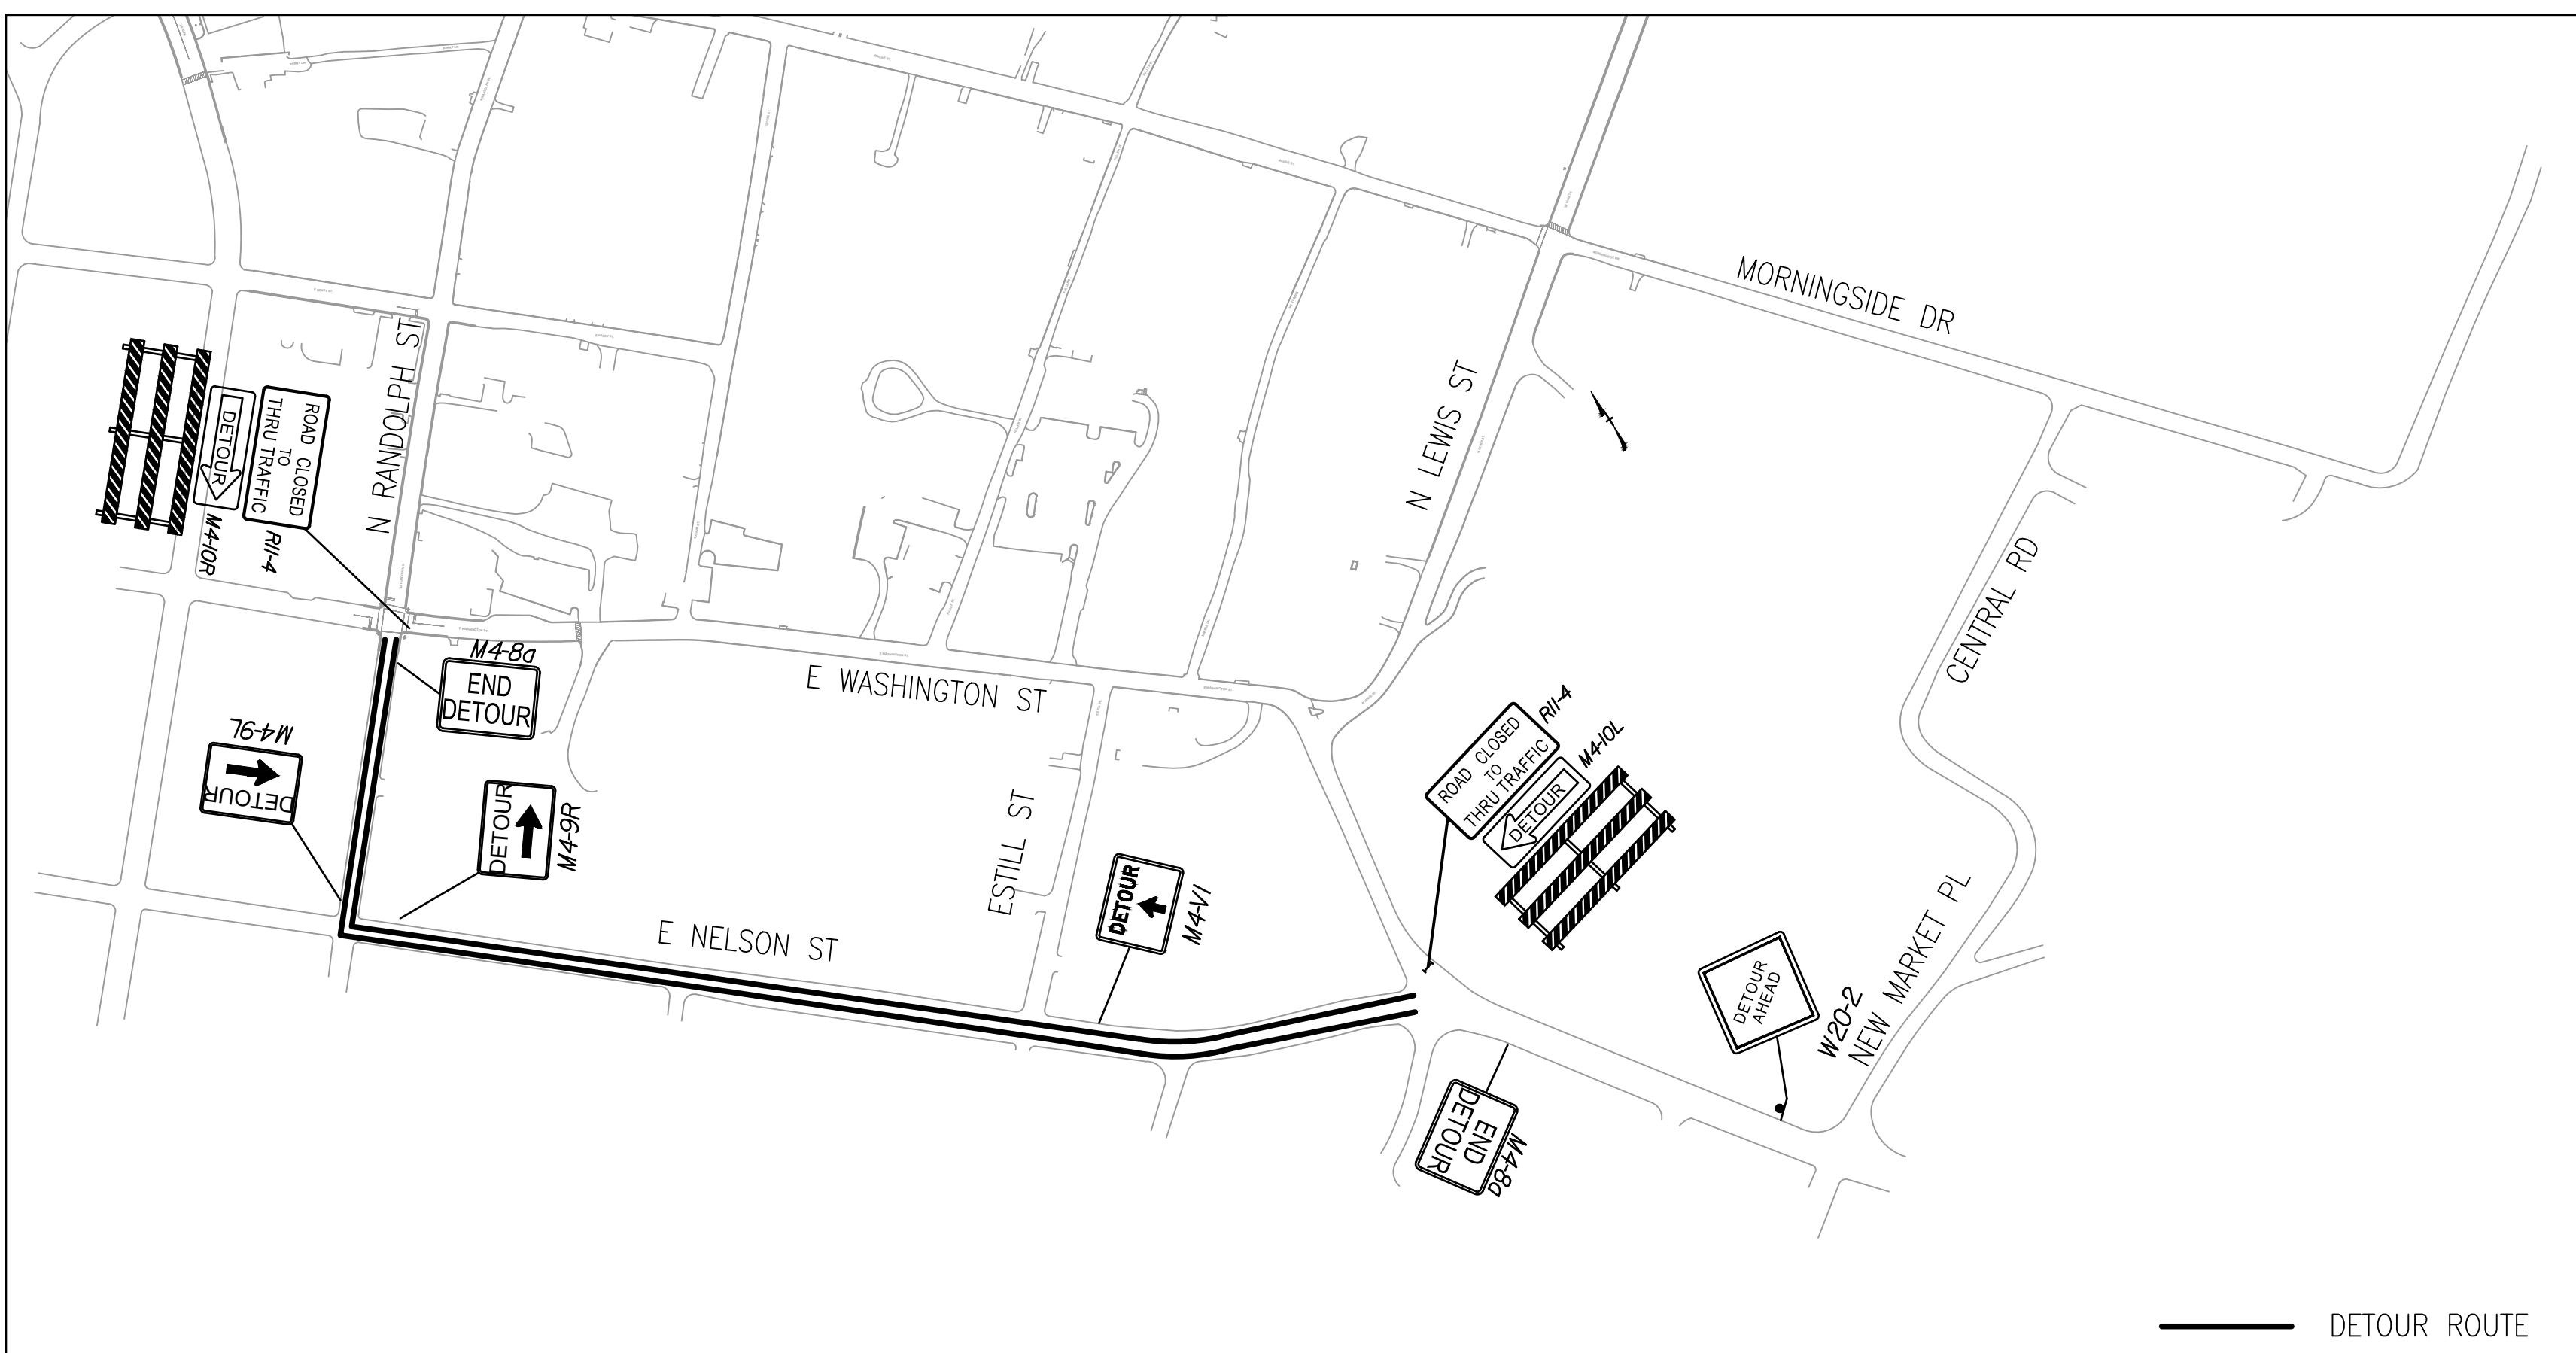 MORNINGSIDE DR
N RANDOLPH ST
N LEWIS ST
ROAD CLOSED
TO
THRU TRAFFIC
R11-4
DETOUR
M4-10R
CENTRAL RD
M4-8a
END
DETOUR
E WASHINGTON ST
M4-9L
DETOUR
DETOUR
M4-9R
ESTILL ST
DETOUR
M4-V1
ROAD CLOSED
TO
THRU TRAFFIC
R11-4
DETOUR
M4-10L
E NELSON ST
NEW MARKET PL
DETOUR
AHEAD
W20-2
END
DETOUR
M4-8a
DETOUR ROUTE